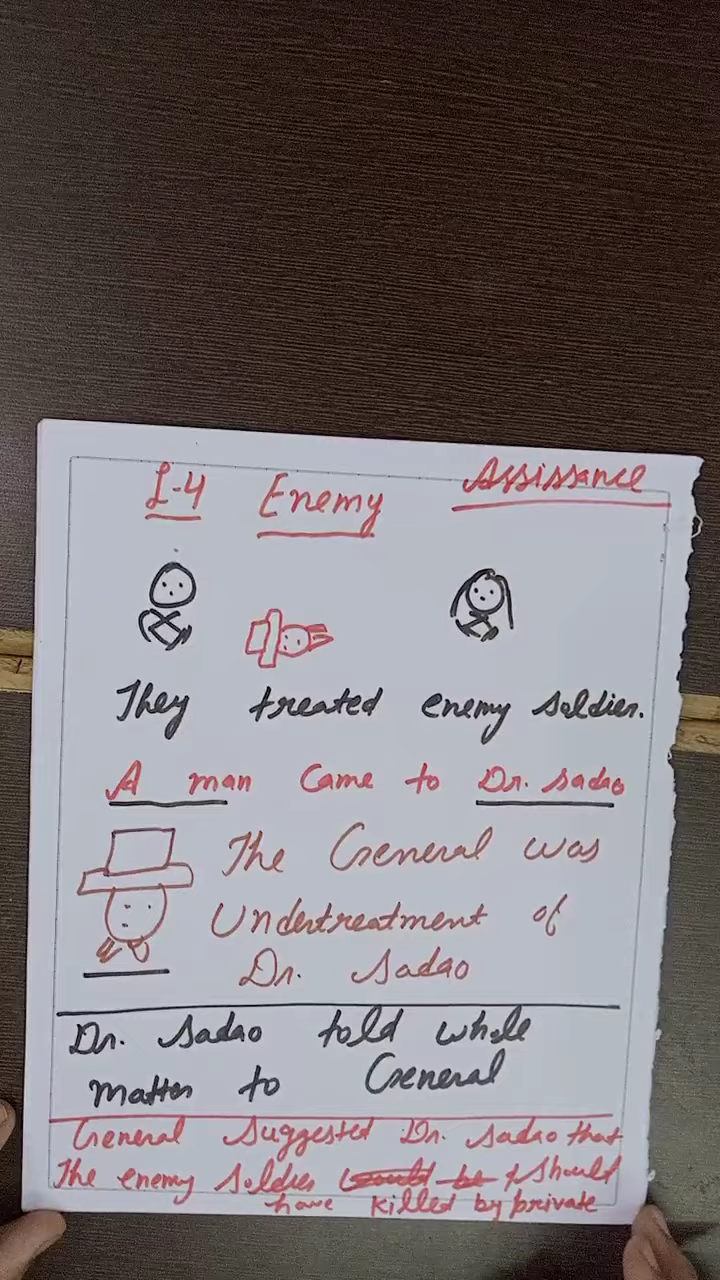 L-4 Enemy Assissance
They treated enemy soldier.
A man came to Dr. Sadao
The General was
Undertreatment of
Dr. Sadao
Dr. Sadao told whole
matter to General
General suggested Dr. Sadao that
The enemy soldier should
have killed by private